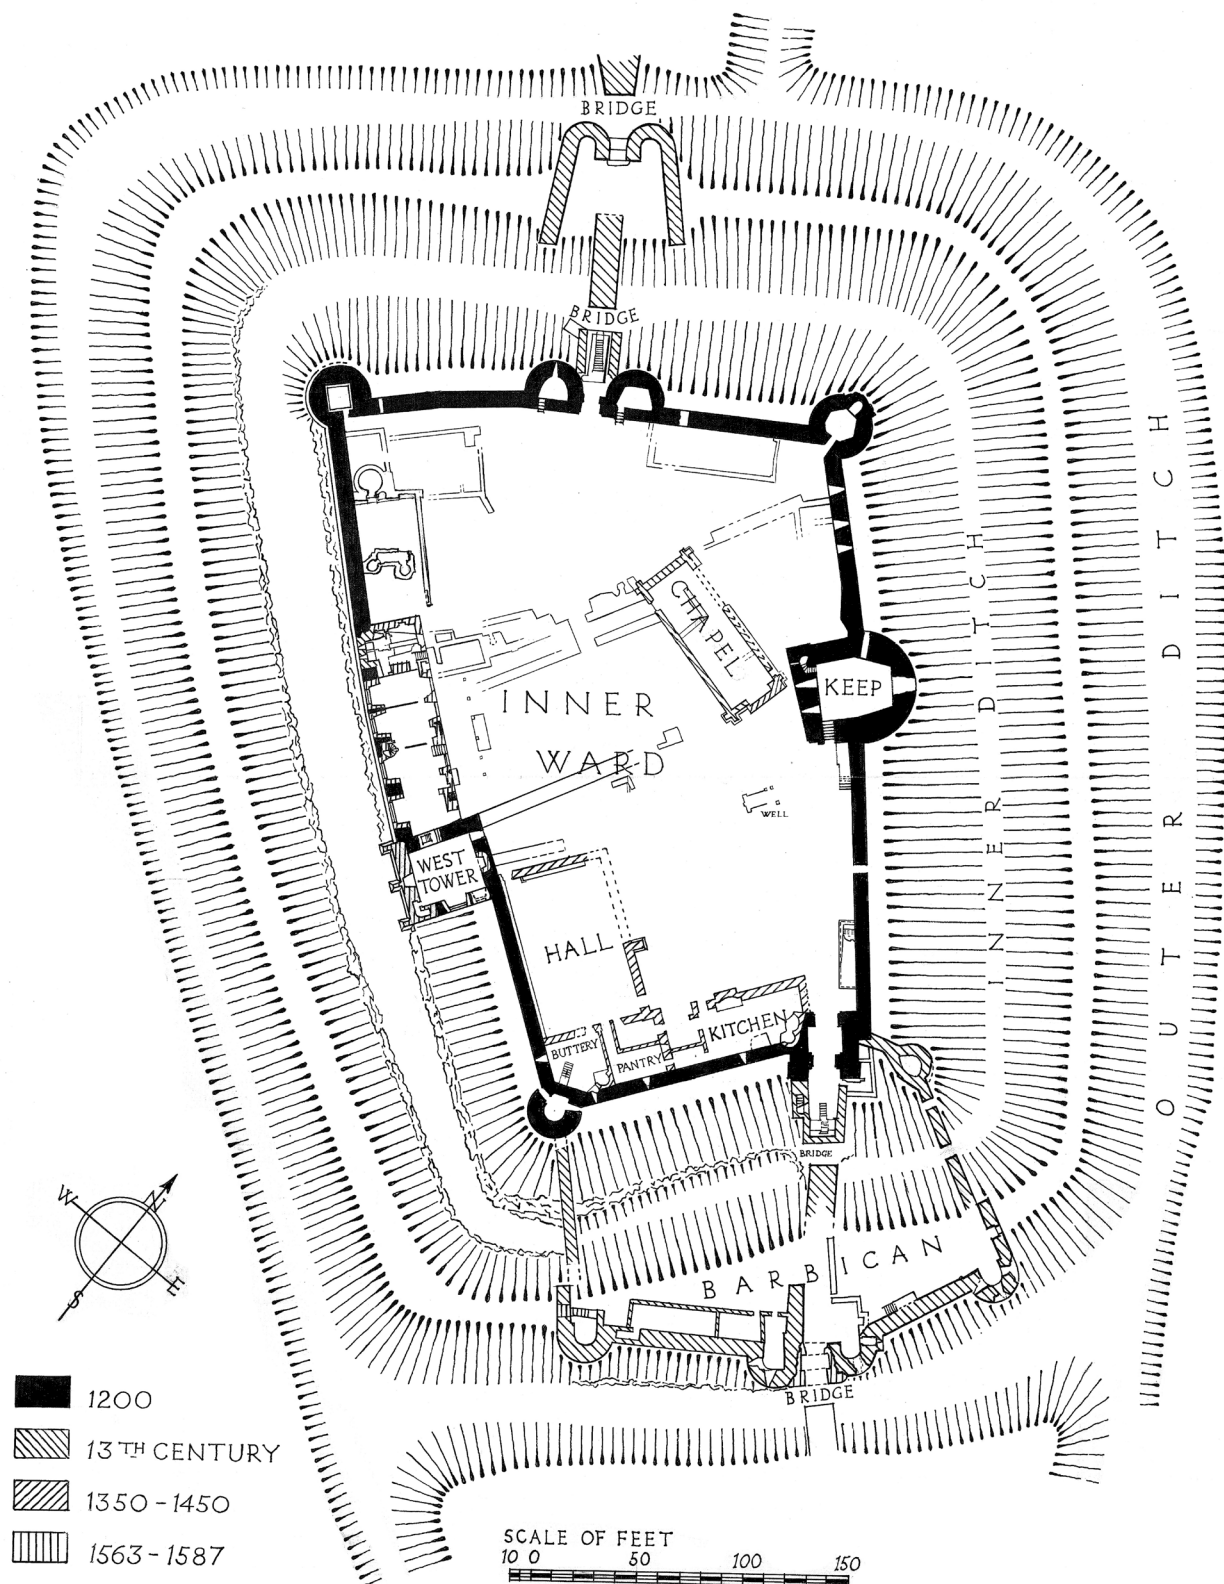 BRIDGE
BRIDGE
CHAPEL
KEEP
INNER
WARD
WELL
WEST
TOWER
HALL
BUTTERY
PANTRY
KITCHEN
BRIDGE
BARBICAN
BRIDGE
INNER DITCH
OUTER DITCH
W N
S E
1200
13TH CENTURY
1350-1450
1563-1587
SCALE OF FEET
10 0 50 100 150